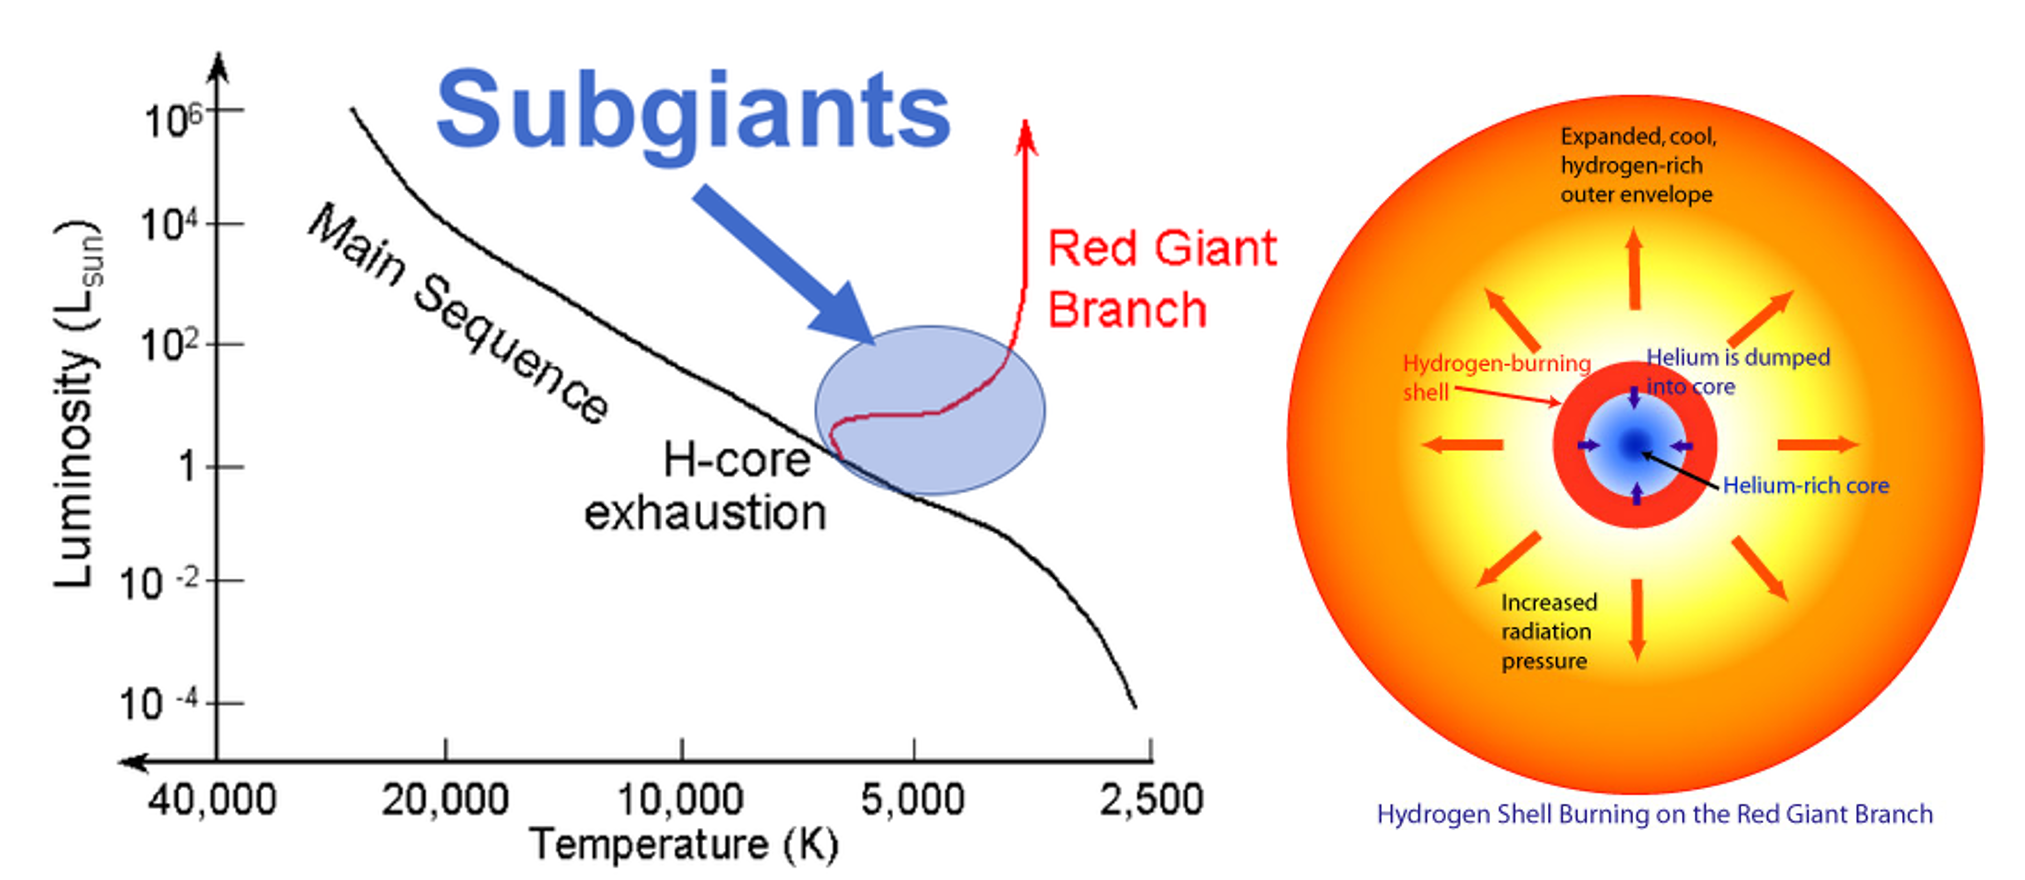 Subgiants
10^6
10^4
10^2
1
10^-2
10^-4
Luminosity (L_sun)
Main Sequence
H-core
exhaustion
Red Giant
Branch
40,000
20,000
10,000
5,000
2,500
Temperature (K)
Expanded, cool,
hydrogen-rich
outer envelope
Hydrogen-burning
shell
Helium is dumped
into core
Helium-rich core
Increased
radiation
pressure
Hydrogen Shell Burning on the Red Giant Branch